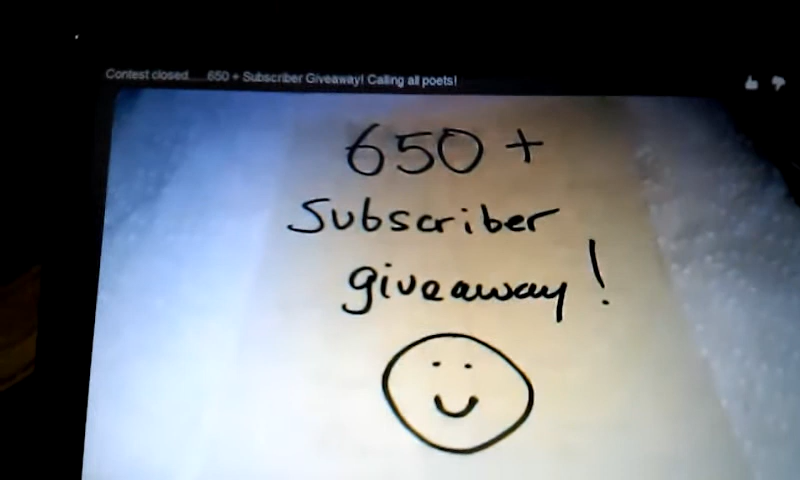 Contest closed.....650 + Subscriber Giveaway! Calling all poets!
650 +
Subscriber
giveaway!